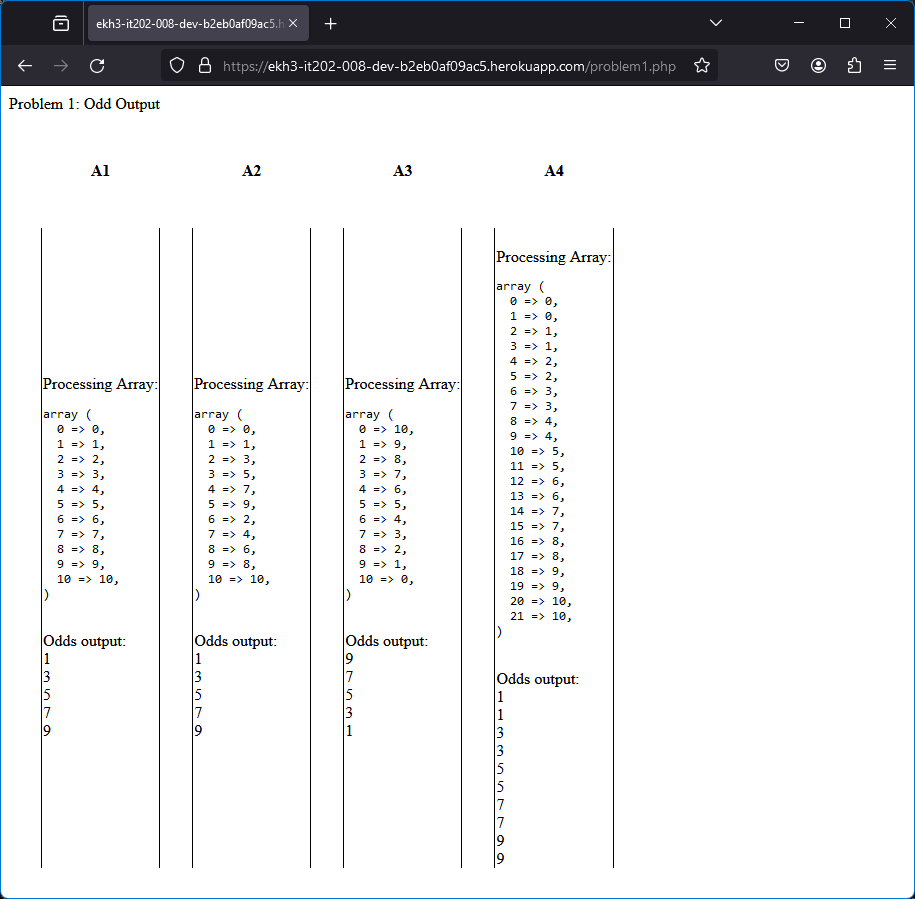 ekh3-it202-008-dev-b2eb0af09ac5.h
https://ekh3-it202-008-dev-b2eb0af09ac5.herokuapp.com/problem1.php
Problem 1: Odd Output
A1
A2
A3
A4
Processing Array:
array (
  0 => 0,
  1 => 1,
  2 => 2,
  3 => 3,
  4 => 4,
  5 => 5,
  6 => 6,
  7 => 7,
  8 => 8,
  9 => 9,
  10 => 10,
)
Odds output:
1
3
5
7
9
Processing Array:
array (
  0 => 0,
  1 => 1,
  2 => 3,
  3 => 5,
  4 => 7,
  5 => 9,
  6 => 2,
  7 => 4,
  8 => 6,
  9 => 8,
  10 => 10,
)
Odds output:
1
3
5
7
9
Processing Array:
array (
  0 => 10,
  1 => 9,
  2 => 8,
  3 => 7,
  4 => 6,
  5 => 5,
  6 => 4,
  7 => 3,
  8 => 2,
  9 => 1,
  10 => 0,
)
Odds output:
9
7
5
3
1
Processing Array:
array (
  0 => 0,
  1 => 0,
  2 => 1,
  3 => 1,
  4 => 2,
  5 => 2,
  6 => 3,
  7 => 3,
  8 => 4,
  9 => 4,
  10 => 5,
  11 => 5,
  12 => 6,
  13 => 6,
  14 => 7,
  15 => 7,
  16 => 8,
  17 => 8,
  18 => 9,
  19 => 9,
  20 => 10,
  21 => 10,
)
Odds output:
1
1
3
3
5
5
7
7
9
9